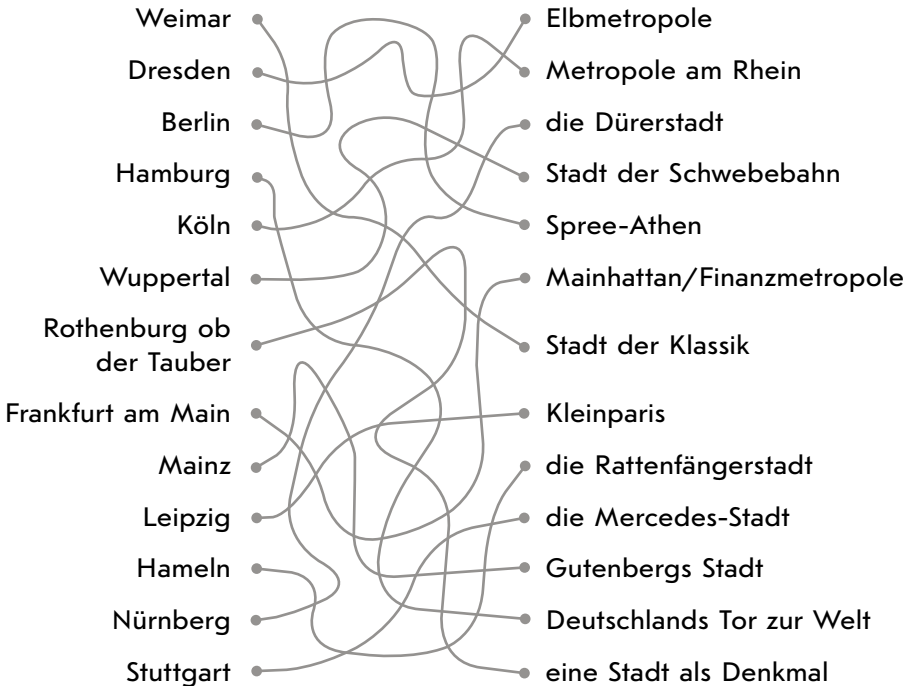 Weimar
Elbmetropole
Dresden
Metropole am Rhein
Berlin
die Dürerstadt
Hamburg
Stadt der Schwebebahn
Köln
Spree-Athen
Wuppertal
Mainhattan/Finanzmetropole
Rothenburg ob
der Tauber
Stadt der Klassik
Frankfurt am Main
Kleinparis
Mainz
die Rattenfängerstadt
Leipzig
die Mercedes-Stadt
Hameln
Gutenbergs Stadt
Nürnberg
Deutschlands Tor zur Welt
Stuttgart
eine Stadt als Denkmal